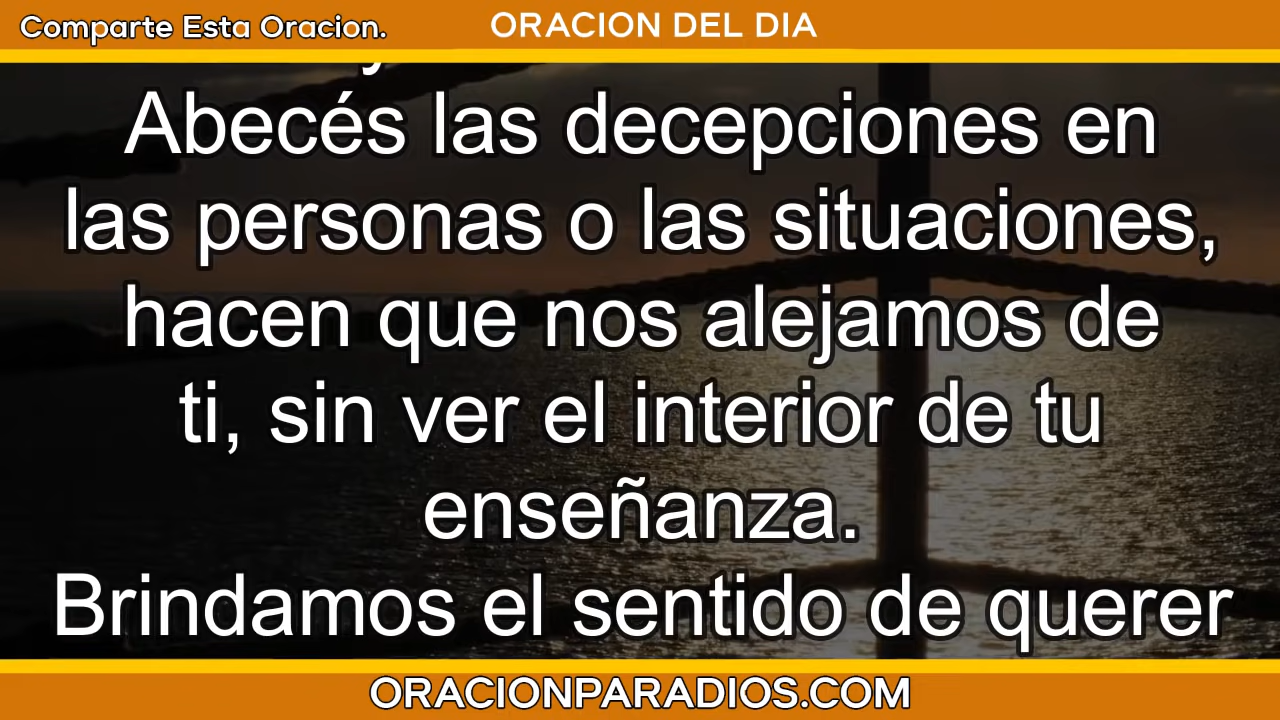 Comparte Esta Oracion.
ORACION DEL DIA
Abecés las decepciones en
las personas o las situaciones,
hacen que nos alejamos de
ti, sin ver el interior de tu
enseñanza.
Brindamos el sentido de querer
ORACIONPARADIOS.COM